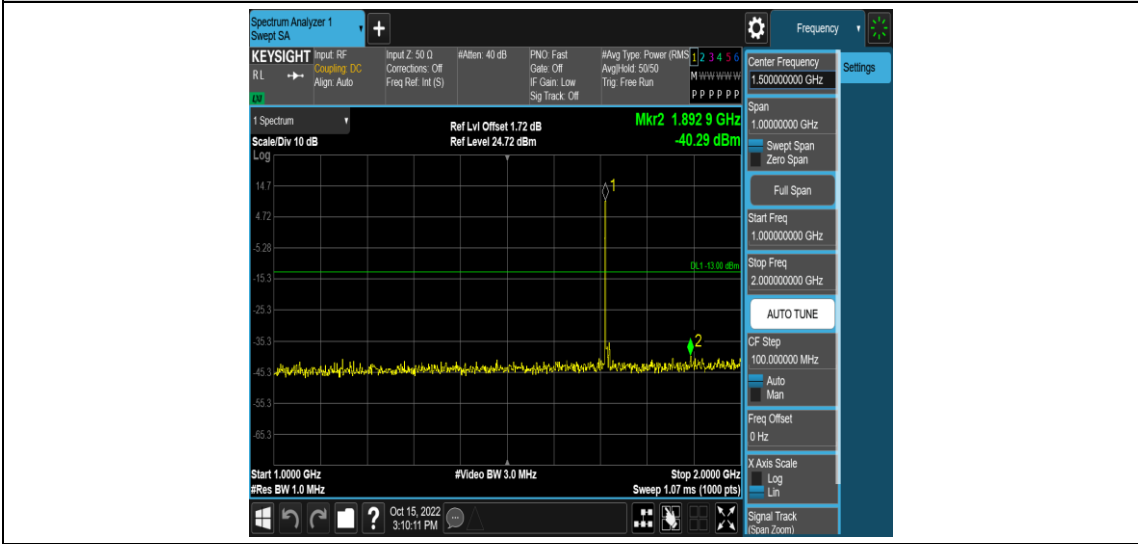 Spectrum Analyzer 1
Swept SA
+
Frequency
KEYSIGHT
RL
Input: RF
Coupling: DC
Align: Auto
Input Z: 50 Ω
Corrections: Off
Freq Ref: Int (S)
#Atten: 40 dB
PNO: Fast
Gate: Off
IF Gain: Low
Sig Track: Off
#Avg Type: Power (RMS
Avg|Hold: 50/50
Trig: Free Run
1 2 3 4 5 6
M W W W W W
P P P P P P
1 Spectrum
Scale/Div 10 dB
Log
Ref Lvl Offset 1.72 dB
Ref Level 24.72 dBm
Mkr2 1.892 9 GHz
-40.29 dBm
14.7
4.72
-5.28
-15.3
-25.3
-35.3
-45.3
-55.3
-65.3
1
DL1 -13.00 dBm
2
Start 1.0000 GHz
#Res BW 1.0 MHz
#Video BW 3.0 MHz
Stop 2.0000 GHz
Sweep 1.07 ms (1000 pts)
?
Oct 15, 2022
3:10:11 PM
Center Frequency
1.500000000 GHz
Span
1.00000000 GHz
Swept Span
Zero Span
Full Span
Start Freq
1.000000000 GHz
Stop Freq
2.000000000 GHz
AUTO TUNE
CF Step
100.000000 MHz
Auto
Man
Freq Offset
0 Hz
X Axis Scale
Log
Lin
Signal Track
(Span Zoom)
Settings